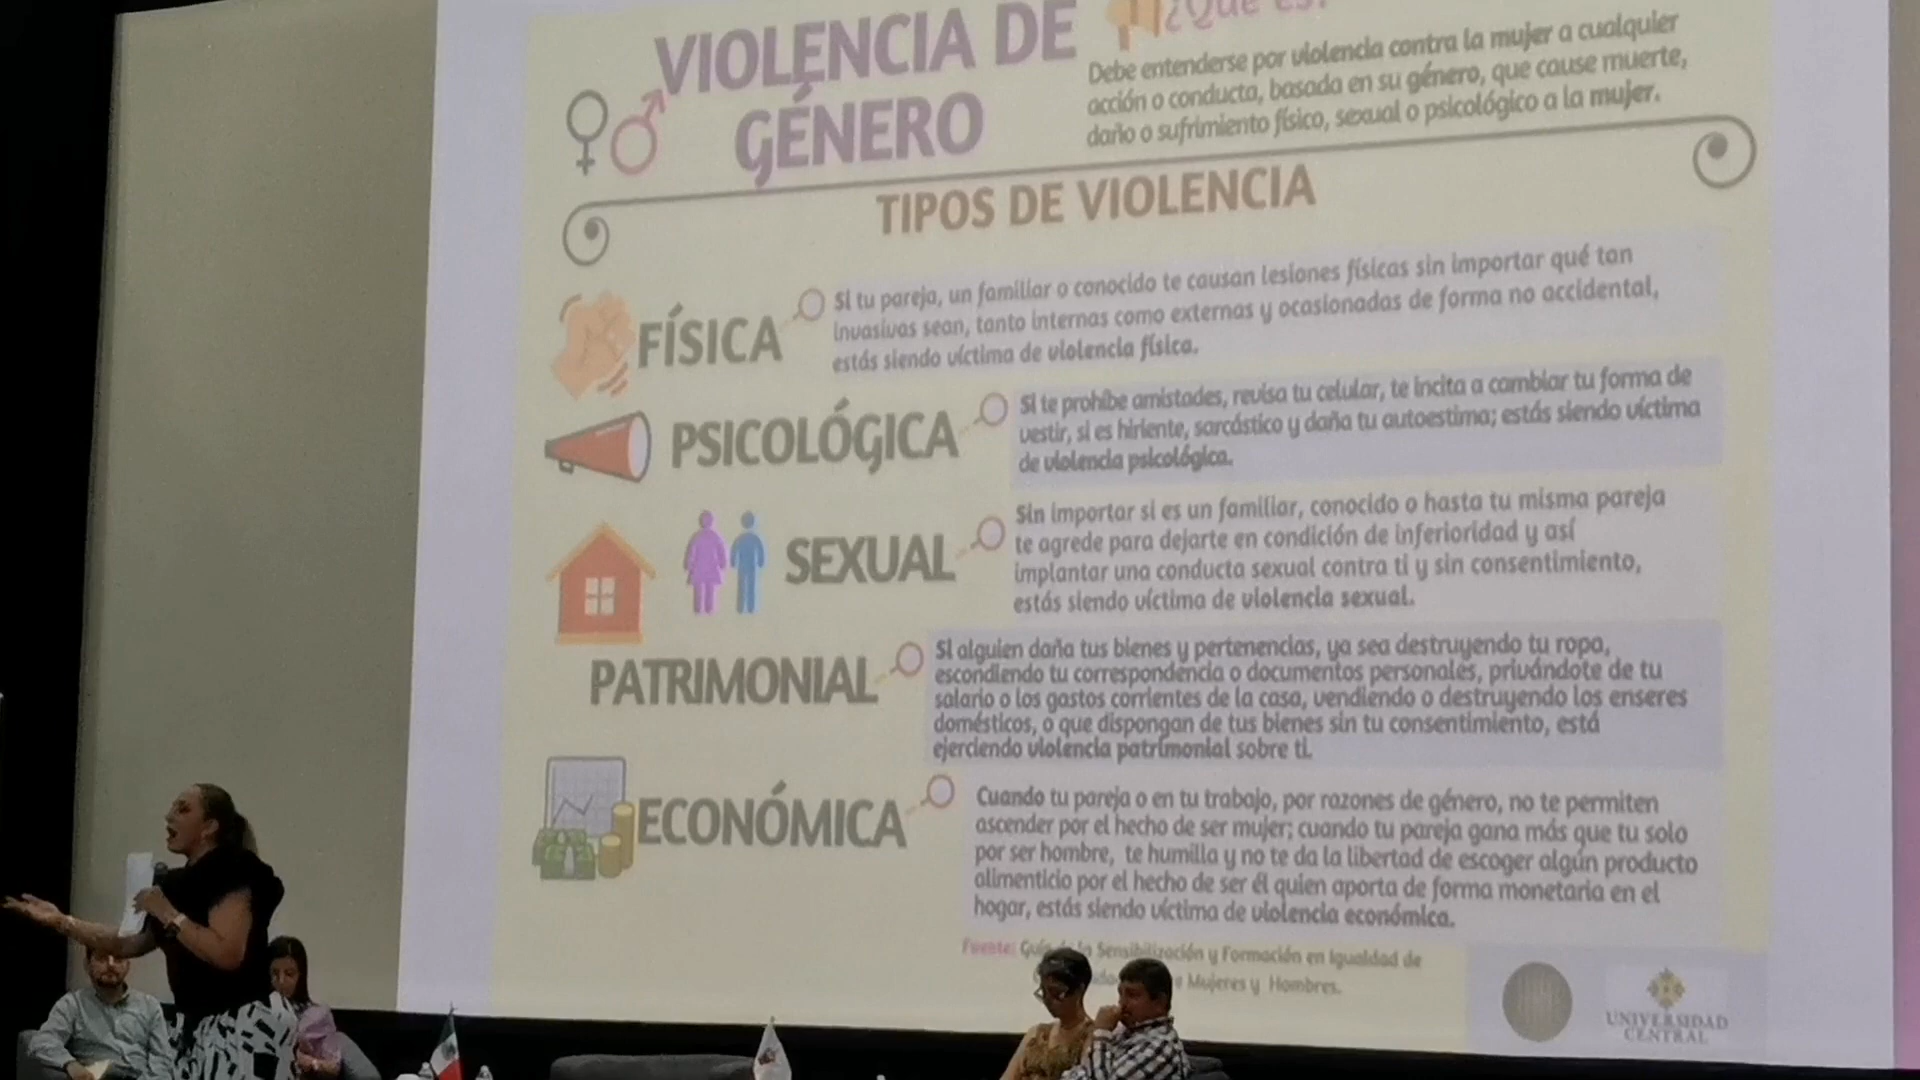 VIOLENCIA DE
GÉNERO
¿Qué es?
Debe entenderse por violencia contra la mujer a cualquier
acción o conducta, basada en su género, que cause muerte,
daño o sufrimiento físico, sexual o psicológico a la mujer.
TIPOS DE VIOLENCIA
FÍSICA
Si tu pareja, un familiar o conocido te causan lesiones físicas sin importar qué tan
invasivas sean, tanto internas como externas y ocasionadas de forma no accidental,
estás siendo víctima de violencia física.
PSICOLÓGICA
Si te prohíbe amistades, revisa tu celular, te incita a cambiar tu forma de
vestir, si es hiriente, sarcástico y daña tu autoestima; estás siendo víctima
de violencia psicológica.
SEXUAL
Sin importar si es un familiar, conocido o hasta tu misma pareja
te agrede para dejarte en condición de inferioridad y así
implantar una conducta sexual contra ti y sin consentimiento,
estás siendo víctima de violencia sexual.
PATRIMONIAL
Si alguien daña tus bienes y pertenencias, ya sea destruyendo tu ropa,
escondiendo tu correspondencia o documentos personales, privándote de tu
salario o los gastos corrientes de la casa, vendiendo o destruyendo los enseres
domésticos, o que dispongan de tus bienes sin tu consentimiento, está
ejerciendo violencia patrimonial sobre ti.
ECONÓMICA
Cuando tu pareja o en tu trabajo, por razones de género, no te permiten
ascender por el hecho de ser mujer; cuando tu pareja gana más que tu solo
por ser hombre, te humilla y no te da la libertad de escoger algún producto
alimenticio por el hecho de ser él quien aporta de forma monetaria en el
hogar, estás siendo víctima de violencia económica.
Fuente: la Sensibilización y Formación en Igualdad de
Mujeres y Hombres.
UNIVERSIDAD
CENTRAL